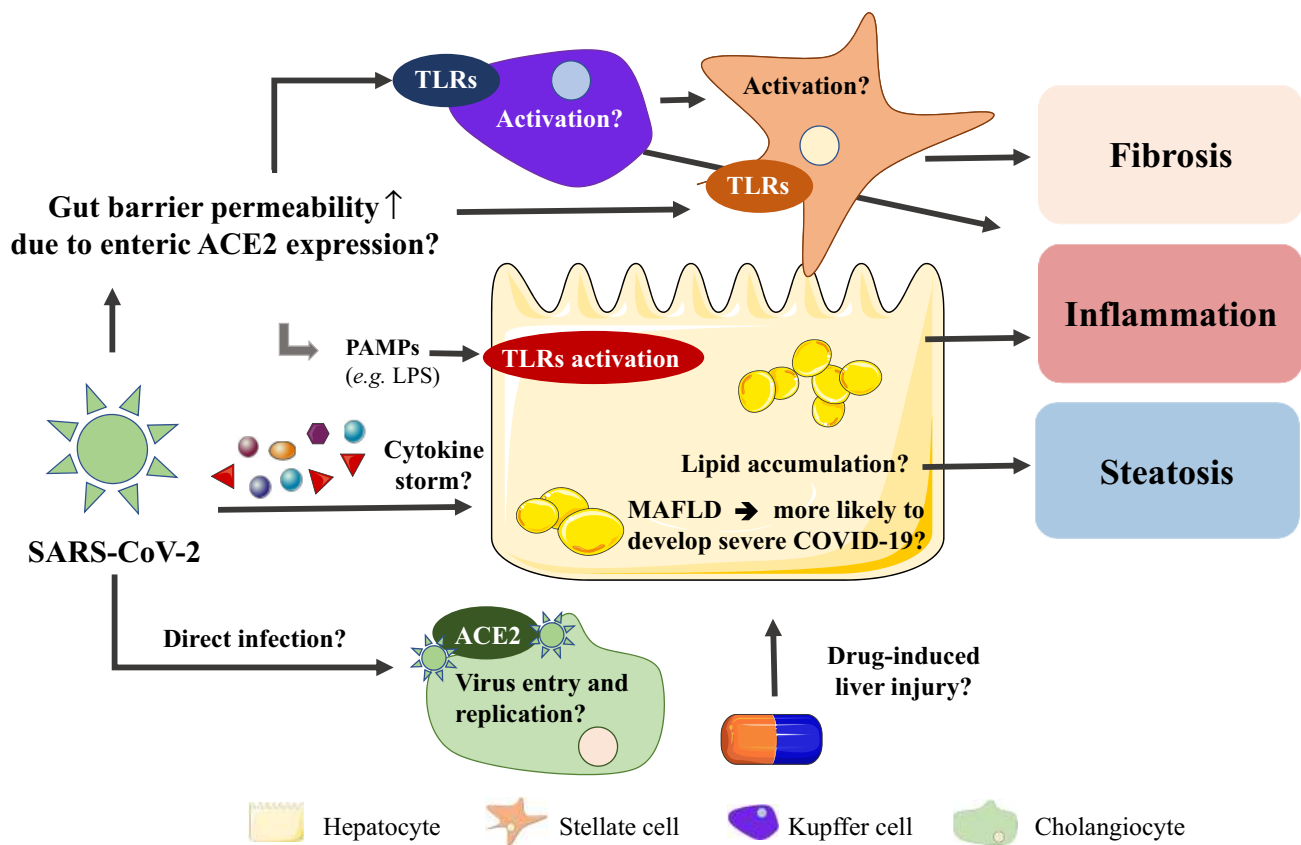 TLRs
Activation?
Activation?
TLRs
Fibrosis
Gut barrier permeability ↑
due to enteric ACE2 expression?
Inflammation
PAMPs
(e.g. LPS)
TLRs activation
Cytokine
storm?
Lipid accumulation?
Steatosis
MAFLD ➔ more likely to
develop severe COVID-19?
SARS-CoV-2
Direct infection?
ACE2
Virus entry and
replication?
Drug-induced
liver injury?
Hepatocyte
Stellate cell
Kupffer cell
Cholangiocyte